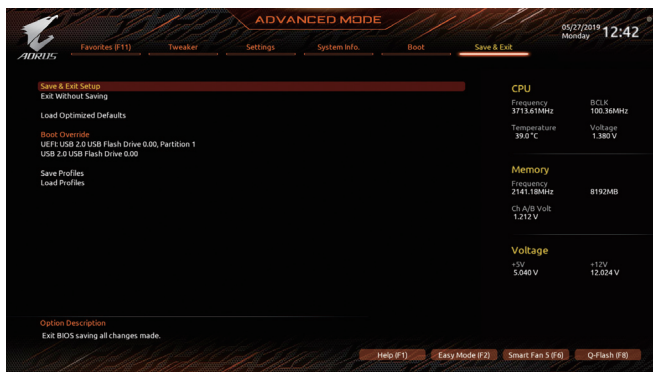 ADVANCED MODE
05/27/2019 Monday 12:42
AORUS
Favorites (F11) Tweaker Settings System Info. Boot Save & Exit
Save & Exit Setup
Exit Without Saving
Load Optimized Defaults
Boot Override
UEFI: USB 2.0 USB Flash Drive 0.00, Partition 1
USB 2.0 USB Flash Drive 0.00
Save Profiles
Load Profiles
CPU
Frequency BCLK
3713.61MHz 100.36MHz
Temperature Voltage
39.0 °C 1.380 V
Memory
Frequency
2141.18MHz 8192MB
Ch A/B Volt
1.212 V
Voltage
+5V +12V
5.040 V 12.024 V
Option Description
Exit BIOS saving all changes made.
Help (F1) Easy Mode (F2) Smart Fan 5 (F6) Q-Flash (F8)